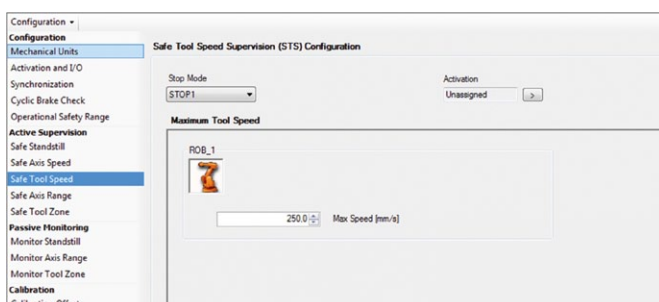 Configuration
Configuration
Mechanical Units
Activation and I/O
Synchronization
Cyclic Brake Check
Operational Safety Range
Active Supervision
Safe Standstill
Safe Axis Speed
Safe Tool Speed
Safe Axis Range
Safe Tool Zone
Passive Monitoring
Monitor Standstill
Monitor Axis Range
Monitor Tool Zone
Calibration
Safe Tool Speed Supervision (STS) Configuration
Stop Mode
STOP1
Activation
Unassigned >
Maximum Tool Speed
ROB_1
250.0 Max Speed [mm/s]